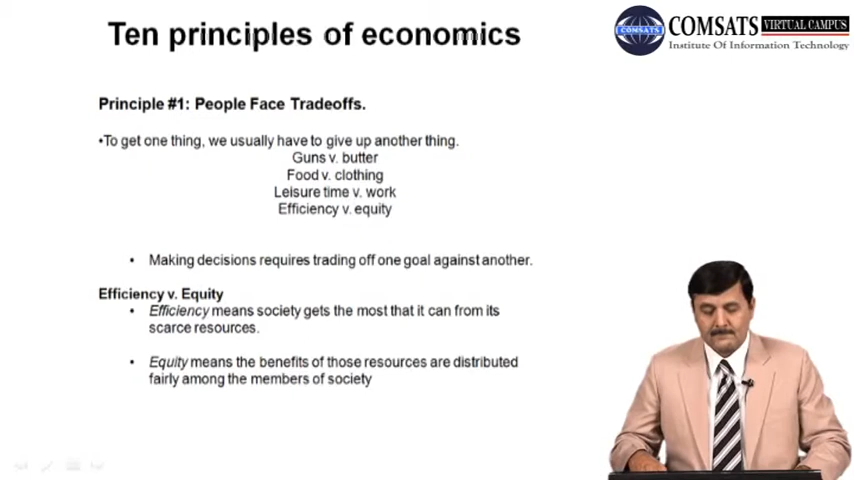 Ten principles of economics
COMSATS
COMSATS VIRTUAL CAMPUS
Institute Of Information Technology
Principle #1: People Face Tradeoffs.
•To get one thing, we usually have to give up another thing.
Guns v. butter
Food v. clothing
Leisure time v. work
Efficiency v. equity
• Making decisions requires trading off one goal against another.
Efficiency v. Equity
• Efficiency means society gets the most that it can from its
scarce resources.
• Equity means the benefits of those resources are distributed
fairly among the members of society